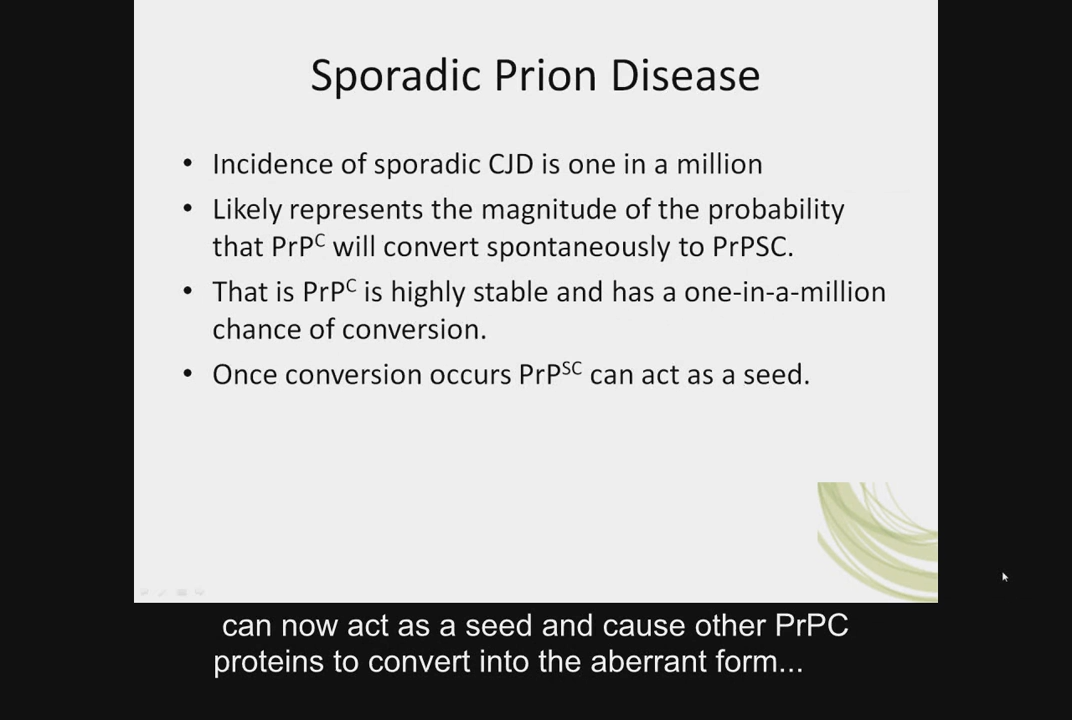 Sporadic Prion Disease
• Incidence of sporadic CJD is one in a million
• Likely represents the magnitude of the probability
that PrPᶜ will convert spontaneously to PrPSC.
• That is PrPᶜ is highly stable and has a one-in-a-million
chance of conversion.
• Once conversion occurs PrPˢᶜ can act as a seed.
can now act as a seed and cause other PrPC
proteins to convert into the aberrant form...